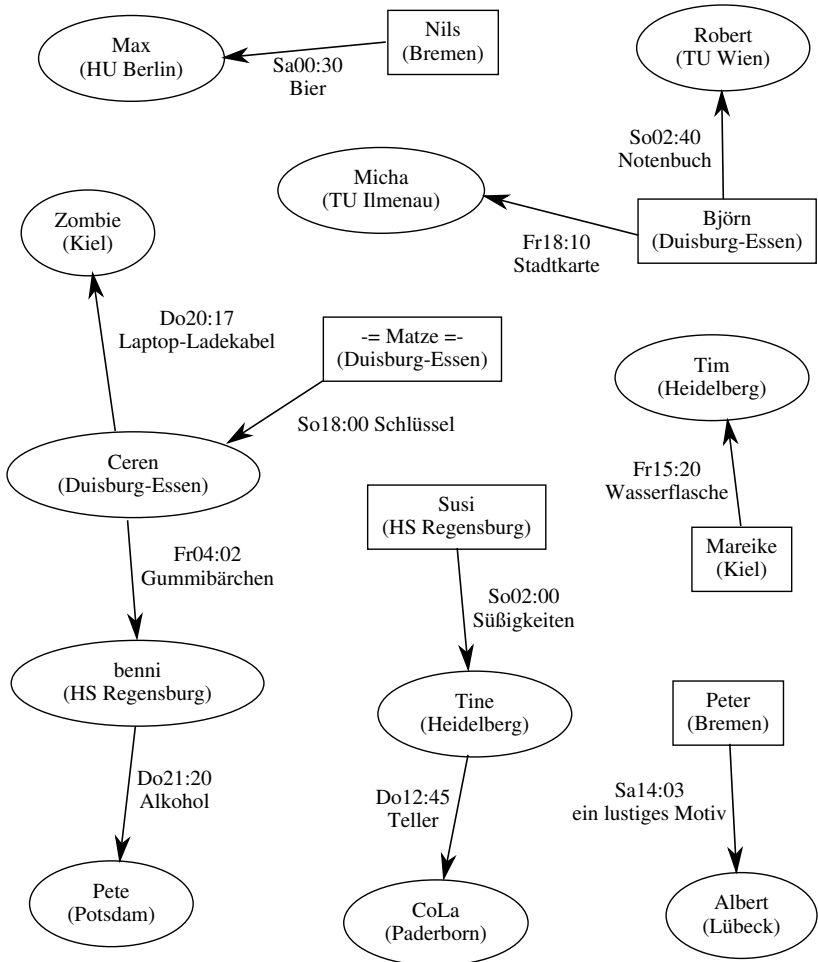 Max
(HU Berlin)
Sa00:30
Bier
Nils
(Bremen)
Robert
(TU Wien)
So02:40
Notenbuch
Micha
(TU Ilmenau)
Fr18:10
Stadtkarte
Björn
(Duisburg-Essen)
Zombie
(Kiel)
Do20:17
Laptop-Ladekabel
-= Matze =-
(Duisburg-Essen)
So18:00 Schlüssel
Tim
(Heidelberg)
Ceren
(Duisburg-Essen)
Fr15:20
Wasserflasche
Susi
(HS Regensburg)
Mareike
(Kiel)
Fr04:02
Gummibärchen
So02:00
Süßigkeiten
benni
(HS Regensburg)
Tine
(Heidelberg)
Peter
(Bremen)
Do21:20
Alkohol
Do12:45
Teller
Sa14:03
ein lustiges Motiv
Pete
(Potsdam)
CoLa
(Paderborn)
Albert
(Lübeck)